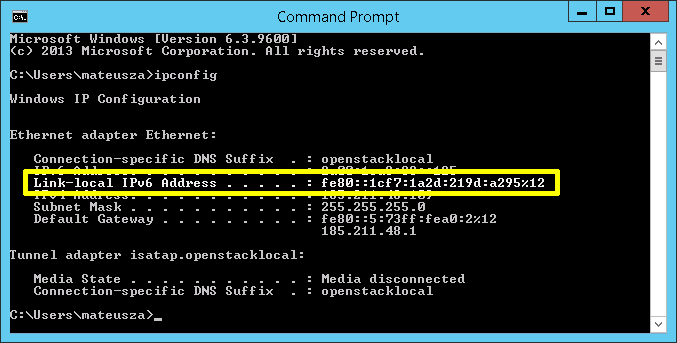 Command Prompt
Microsoft Windows [Version 6.3.9600]
(c) 2013 Microsoft Corporation. All rights reserved.
C:\Users\mateusza>ipconfig
Windows IP Configuration
Ethernet adapter Ethernet:
Connection-specific DNS Suffix . : openstacklocal
Link-local IPv6 Address . . . . . : fe80::1cf7:1a2d:219d:a295%12
Subnet Mask . . . . . . . . . . . : 255.255.255.0
Default Gateway . . . . . . . . . : fe80::5:73ff:fea0:2%12
185.211.48.1
Tunnel adapter isatap.openstacklocal:
Media State . . . . . . . . . . . : Media disconnected
Connection-specific DNS Suffix . : openstacklocal
C:\Users\mateusza>_